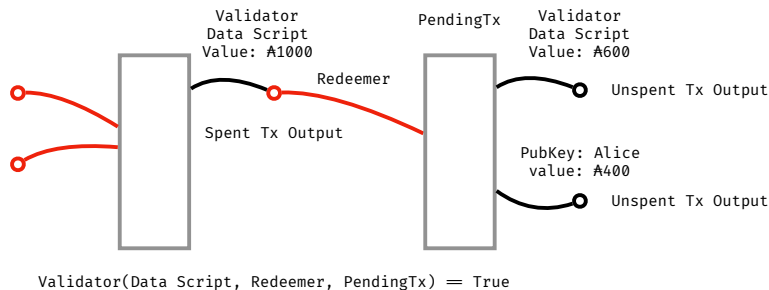 Validator
Data Script
Value: ₳1000
PendingTx
Validator
Data Script
Value: ₳600
Redeemer
Unspent Tx Output
Spent Tx Output
PubKey: Alice
value: ₳400
Unspent Tx Output
Validator(Data Script, Redeemer, PendingTx) == True